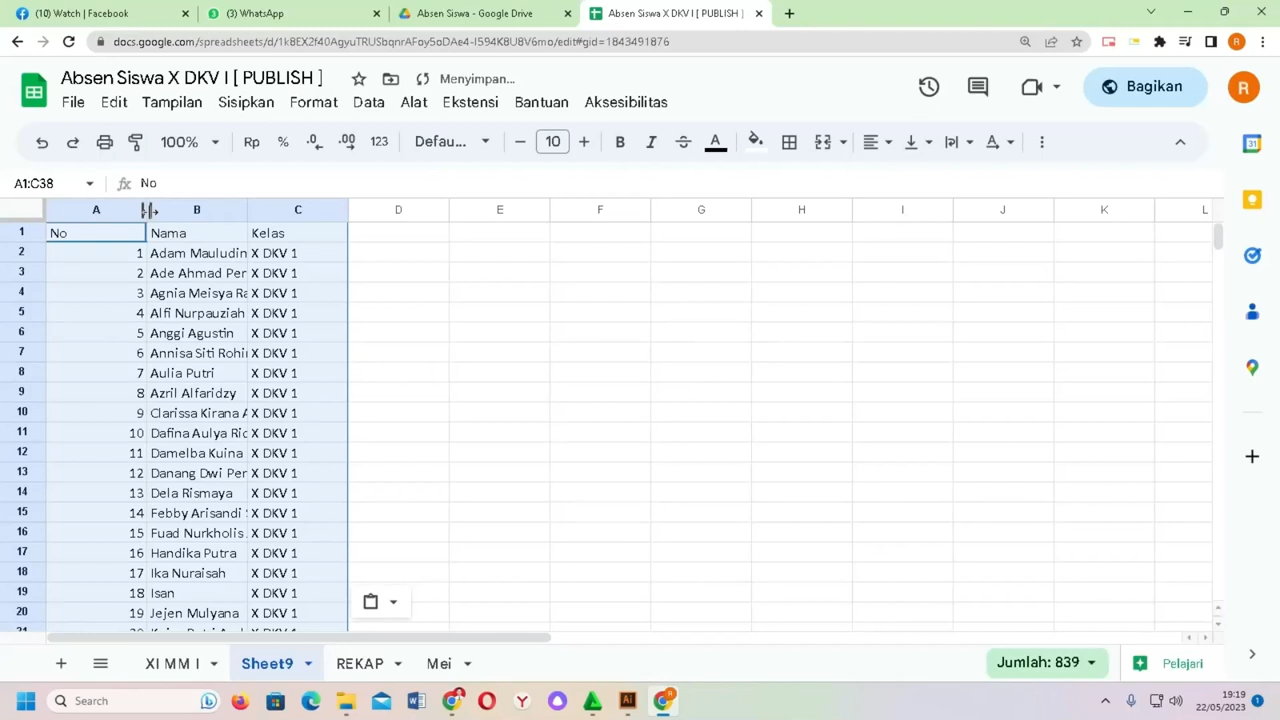 (10) Watch | Facebook
(3) WhatsApp
Absen Siswa - Google Drive
Absen Siswa X DKV I [ PUBLISH ]
docs.google.com/spreadsheets/d/1k8EX2f40AgyuTRUSbqnrAFoy5oDAe4-I594K8U8V6mo/edit#gid=1843491876
Absen Siswa X DKV I [ PUBLISH ]
Menyimpan...
File Edit Tampilan Sisipkan Format Data Alat Ekstensi Bantuan Aksesibilitas
Bagikan
R
100% Rp % .0 .00 123 Defau... 10 B I A
A1:C38
fx No
A B C D E F G H I J K L
1 No Nama Kelas
2 1 Adam Mauludin X DKV 1
3 2 Ade Ahmad Per X DKV 1
4 3 Agnia Meisya Ra X DKV 1
5 4 Alfi Nurpauziah X DKV 1
6 5 Anggi Agustin X DKV 1
7 6 Annisa Siti Rohi X DKV 1
8 7 Aulia Putri X DKV 1
9 8 Azril Alfaridzy X DKV 1
10 9 Clarissa Kirana A X DKV 1
11 10 Dafina Aulya Ric X DKV 1
12 11 Damelba Kuina X DKV 1
13 12 Danang Dwi Per X DKV 1
14 13 Dela Rismaya X DKV 1
15 14 Febby Arisandi X DKV 1
16 15 Fuad Nurkholis X DKV 1
17 16 Handika Putra X DKV 1
18 17 Ika Nuraisah X DKV 1
19 18 Isan X DKV 1
20 19 Jejen Mulyana X DKV 1
XI MM I Sheet9 REKAP Mei
Jumlah: 839
Pelajari
Search
19:19
22/05/2023